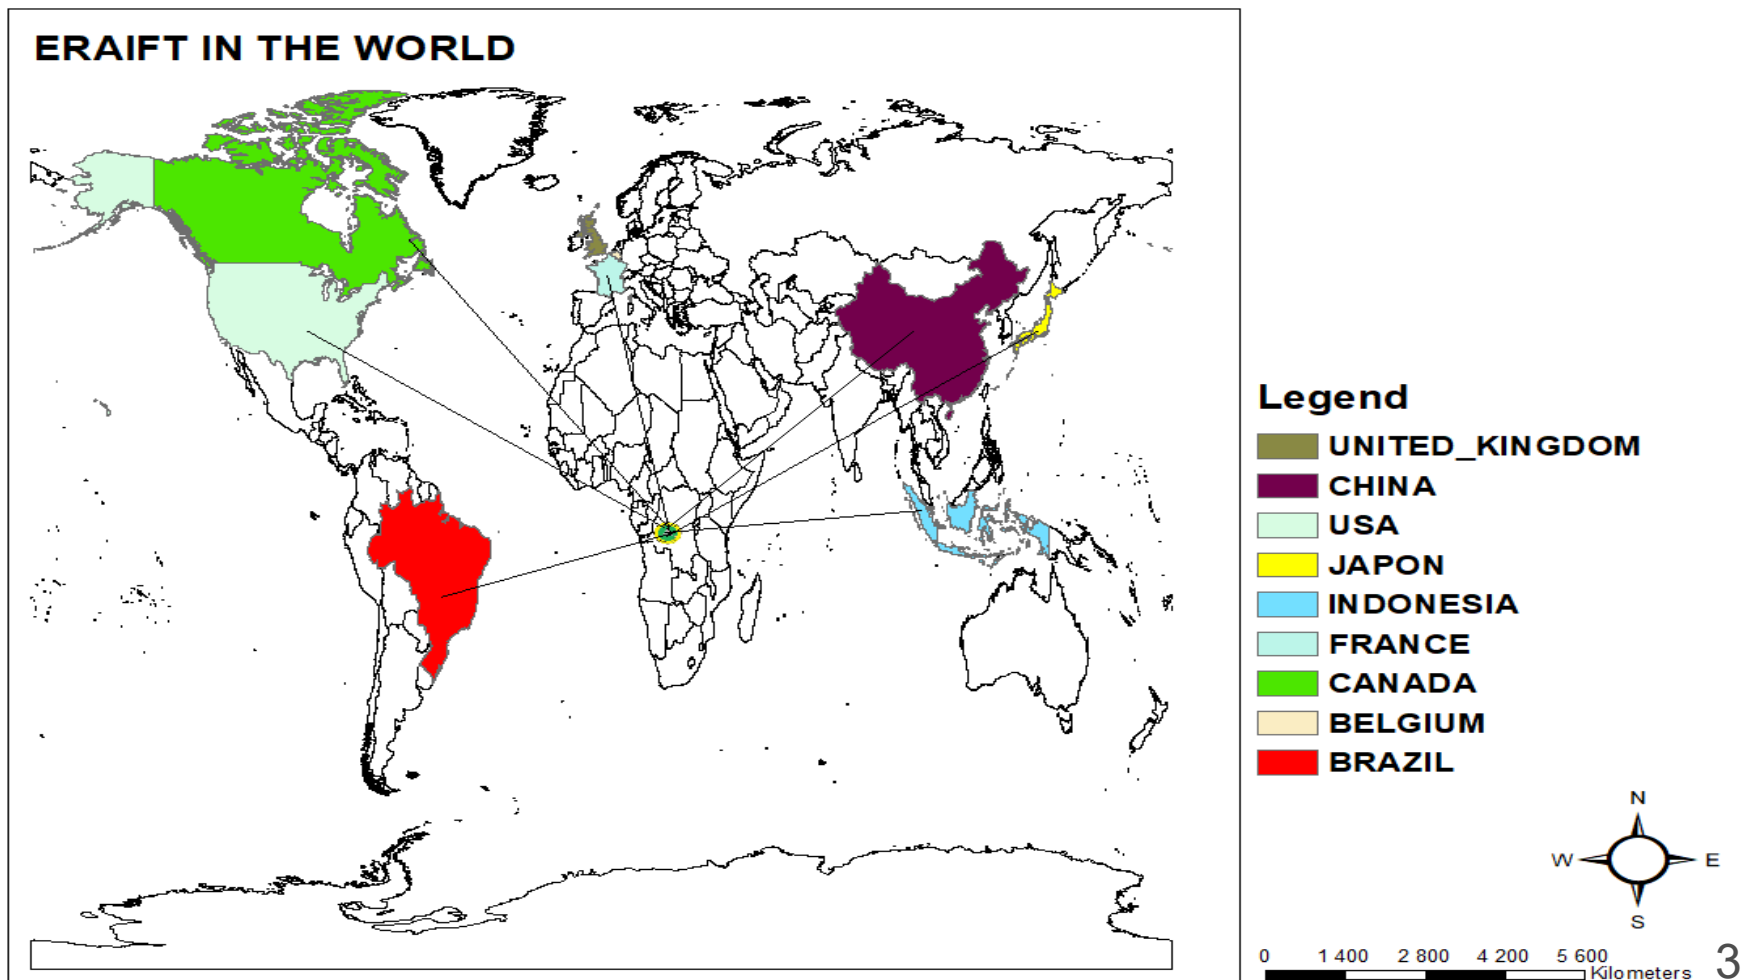 ERAIFT IN THE WORLD
Legend
UNITED_KINGDOM
CHINA
USA
JAPON
INDONESIA
FRANCE
CANADA
BELGIUM
BRAZIL
N
W E
S
0 1 400 2 800 4 200 5 600
Kilometers
3